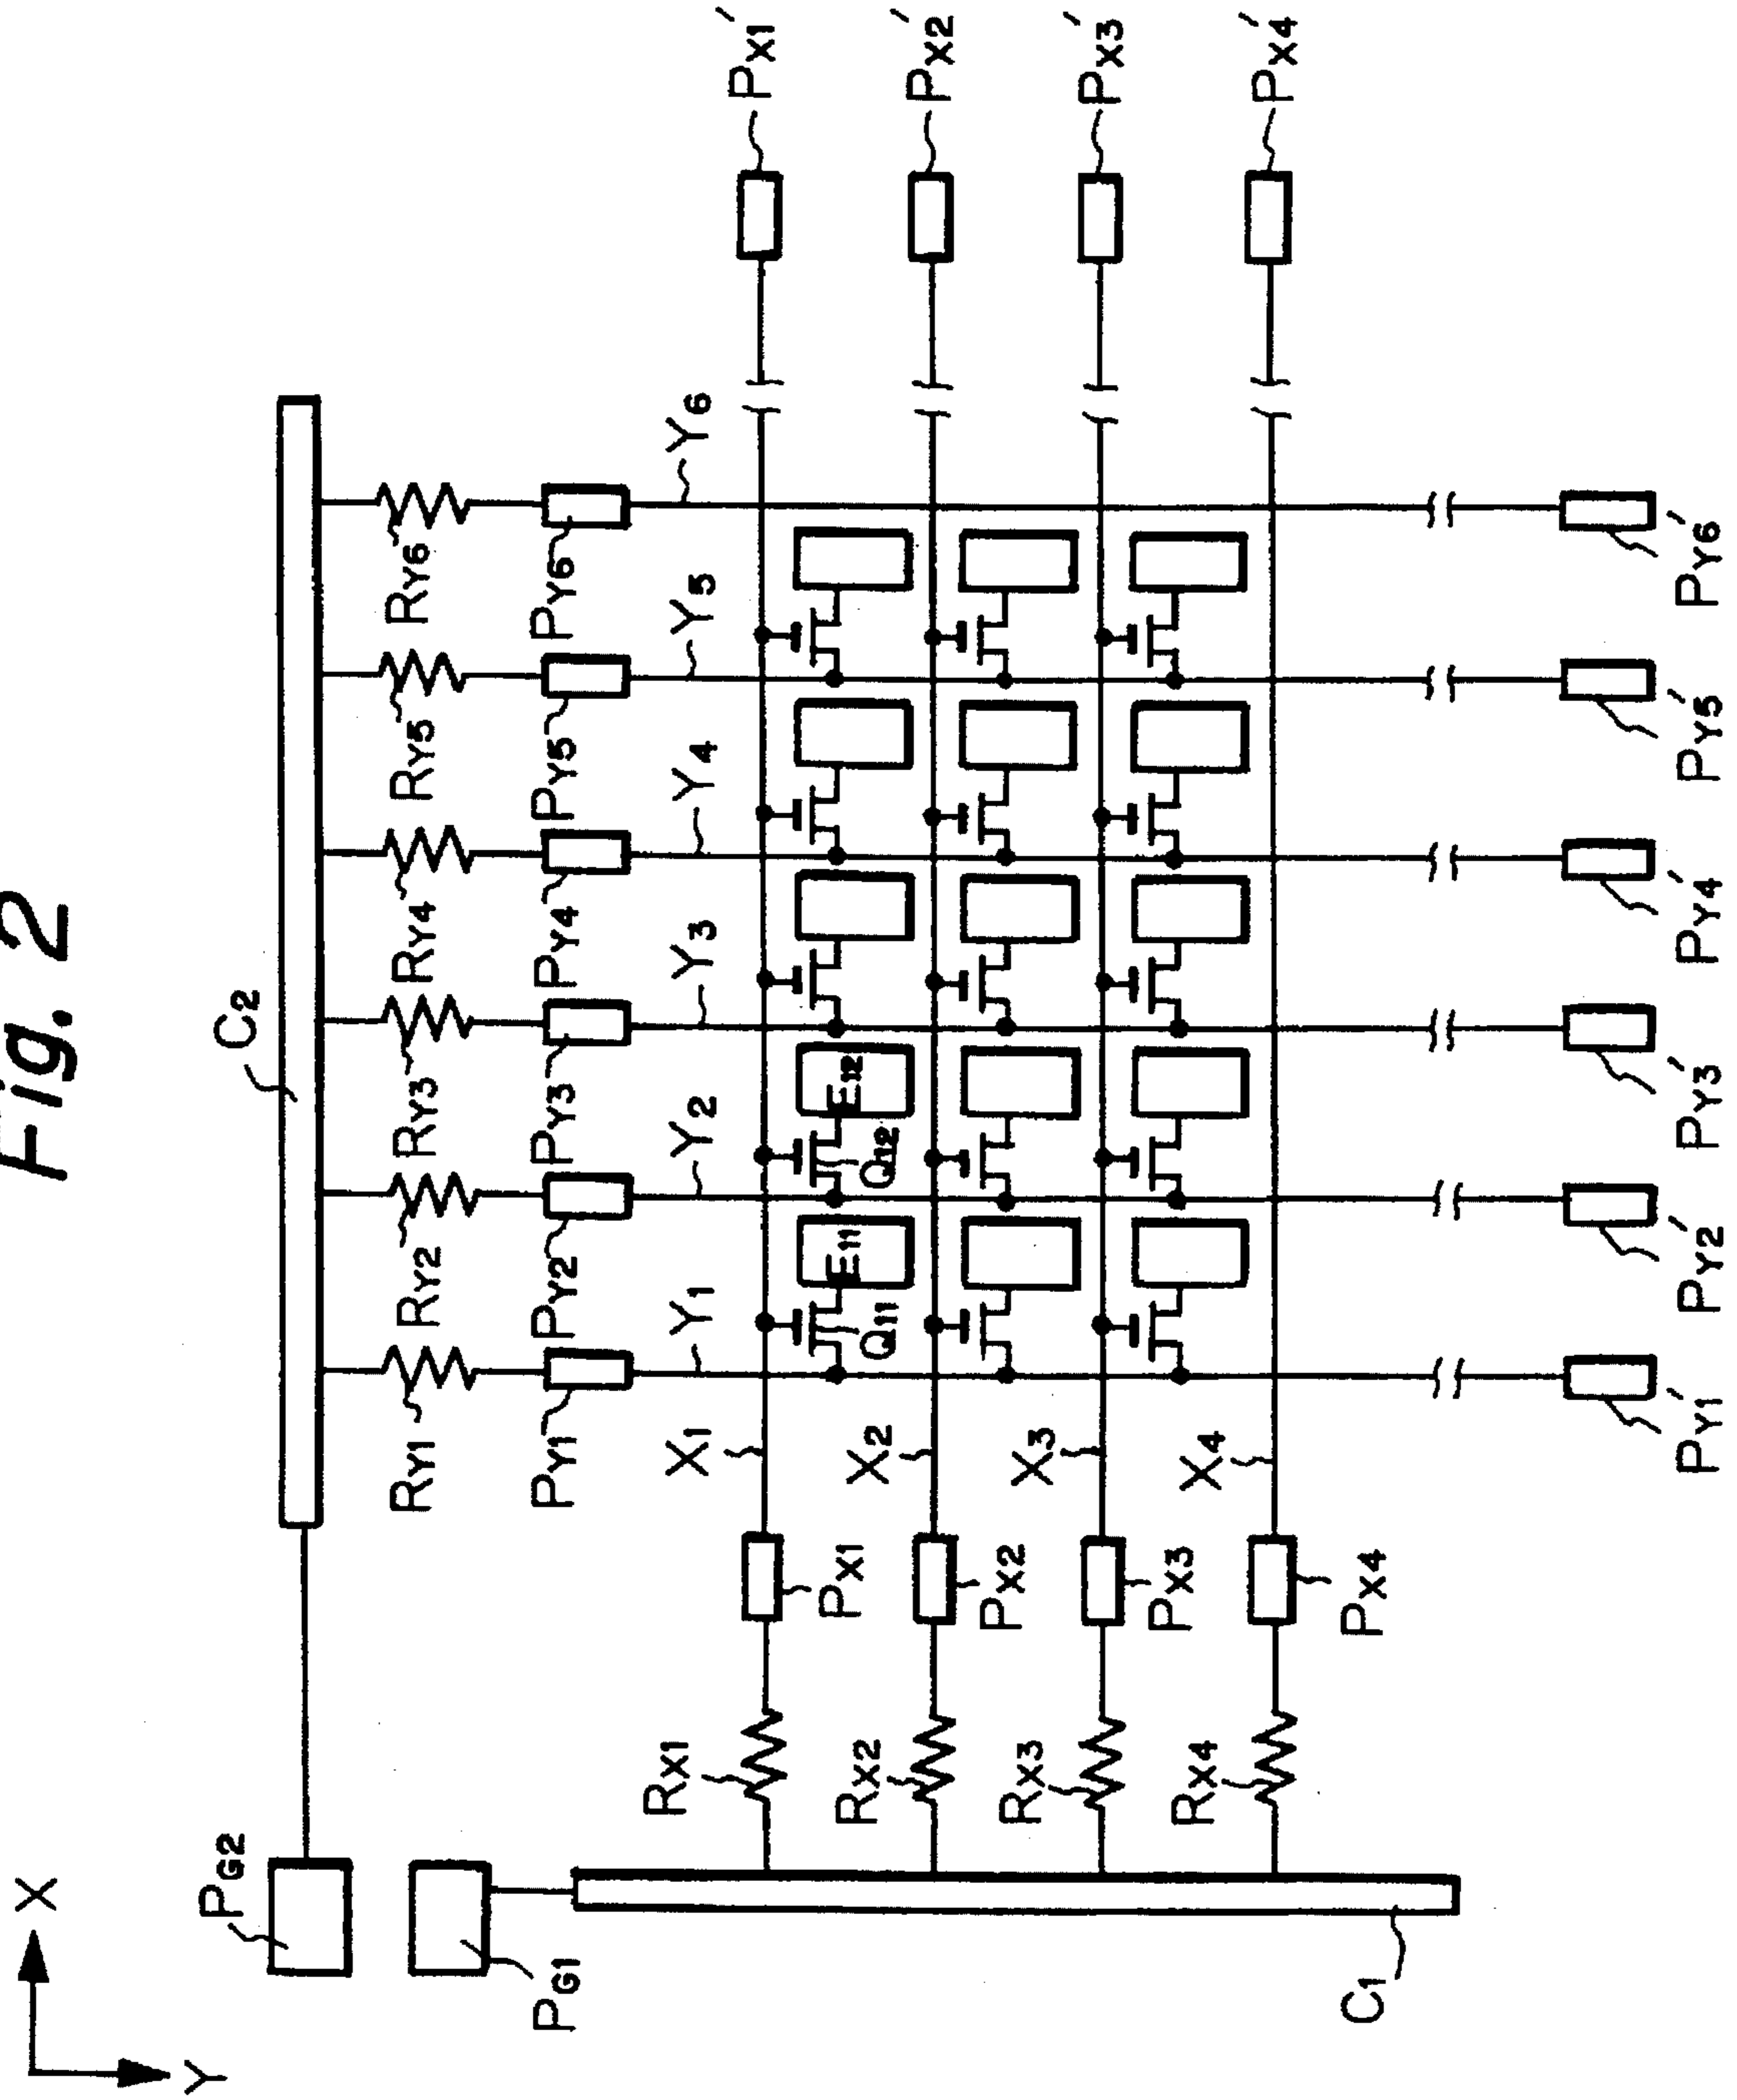 Fig. 2
X
Y
PG2
PG1
C2
C1
RY1
RY2
RY3
RY4
RY5
RY6
PY1
PY2
PY3
PY4
PY5
PY6
Y1
Y2
Y3
Y4
Y5
Y6
RX1
PX1
X1
Q11
E11
Q12
E12
PX1'
RX2
PX2
X2
PX2'
RX3
PX3
X3
PX3'
RX4
PX4
X4
PX4'
PY1'
PY2'
PY3'
PY4'
PY5'
PY6'